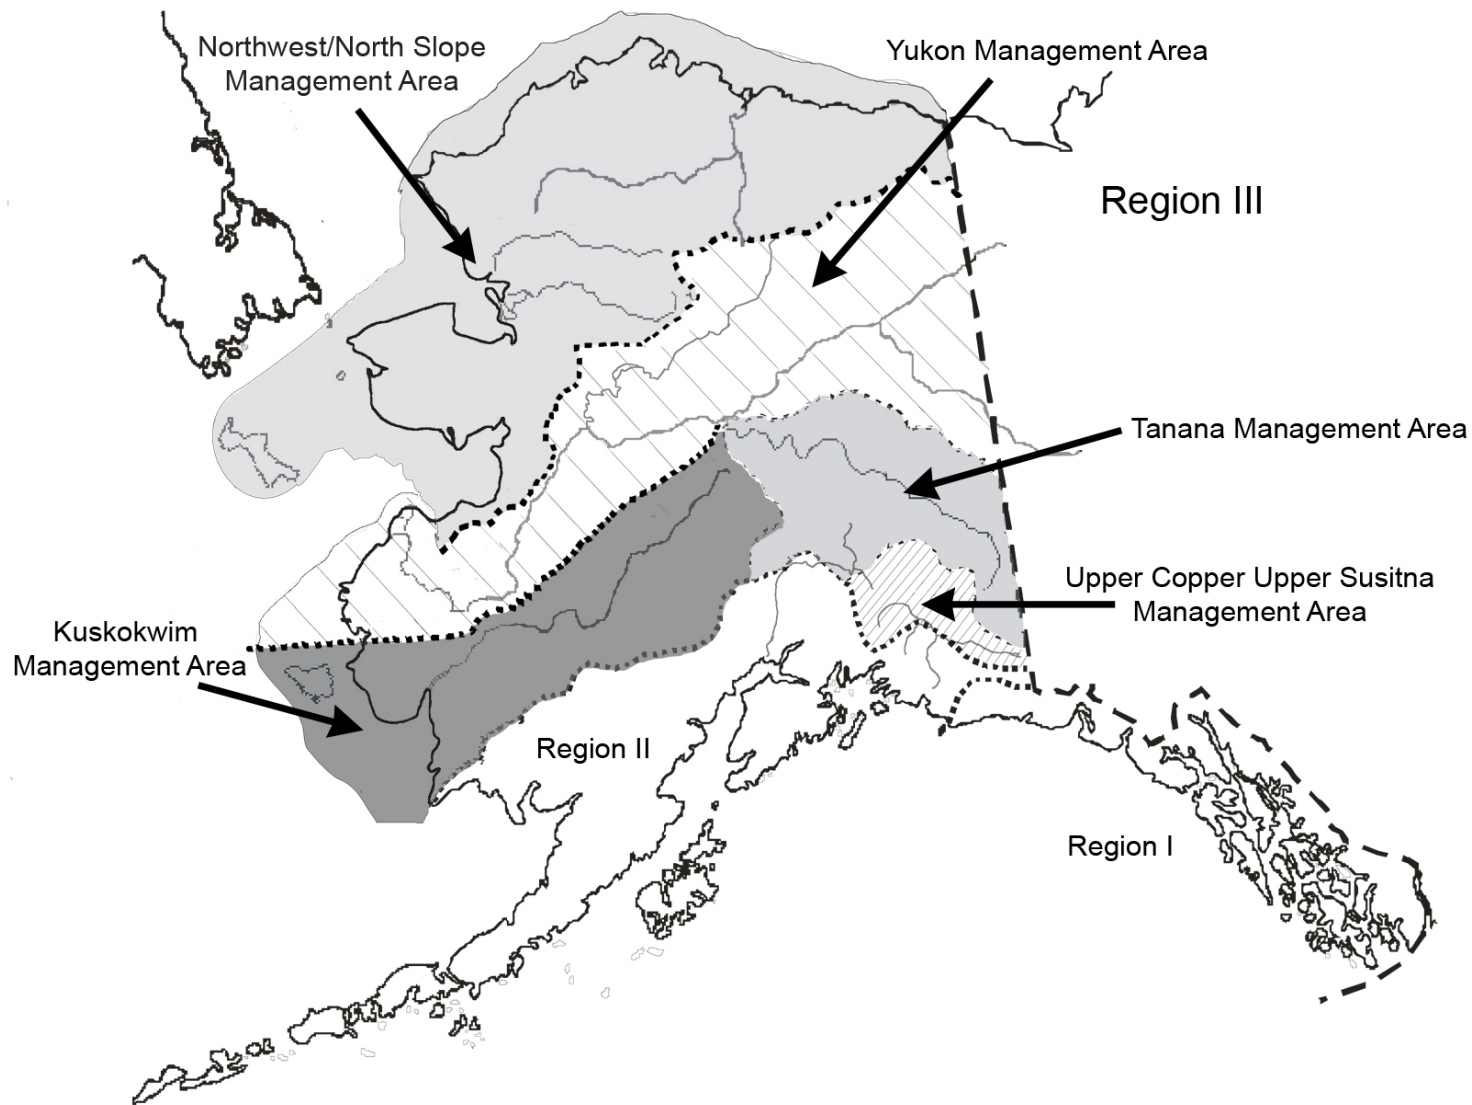 Northwest/North Slope
Management Area
Yukon Management Area
Region III
Tanana Management Area
Upper Copper Upper Susitna
Management Area
Kuskokwim
Management Area
Region II
Region I